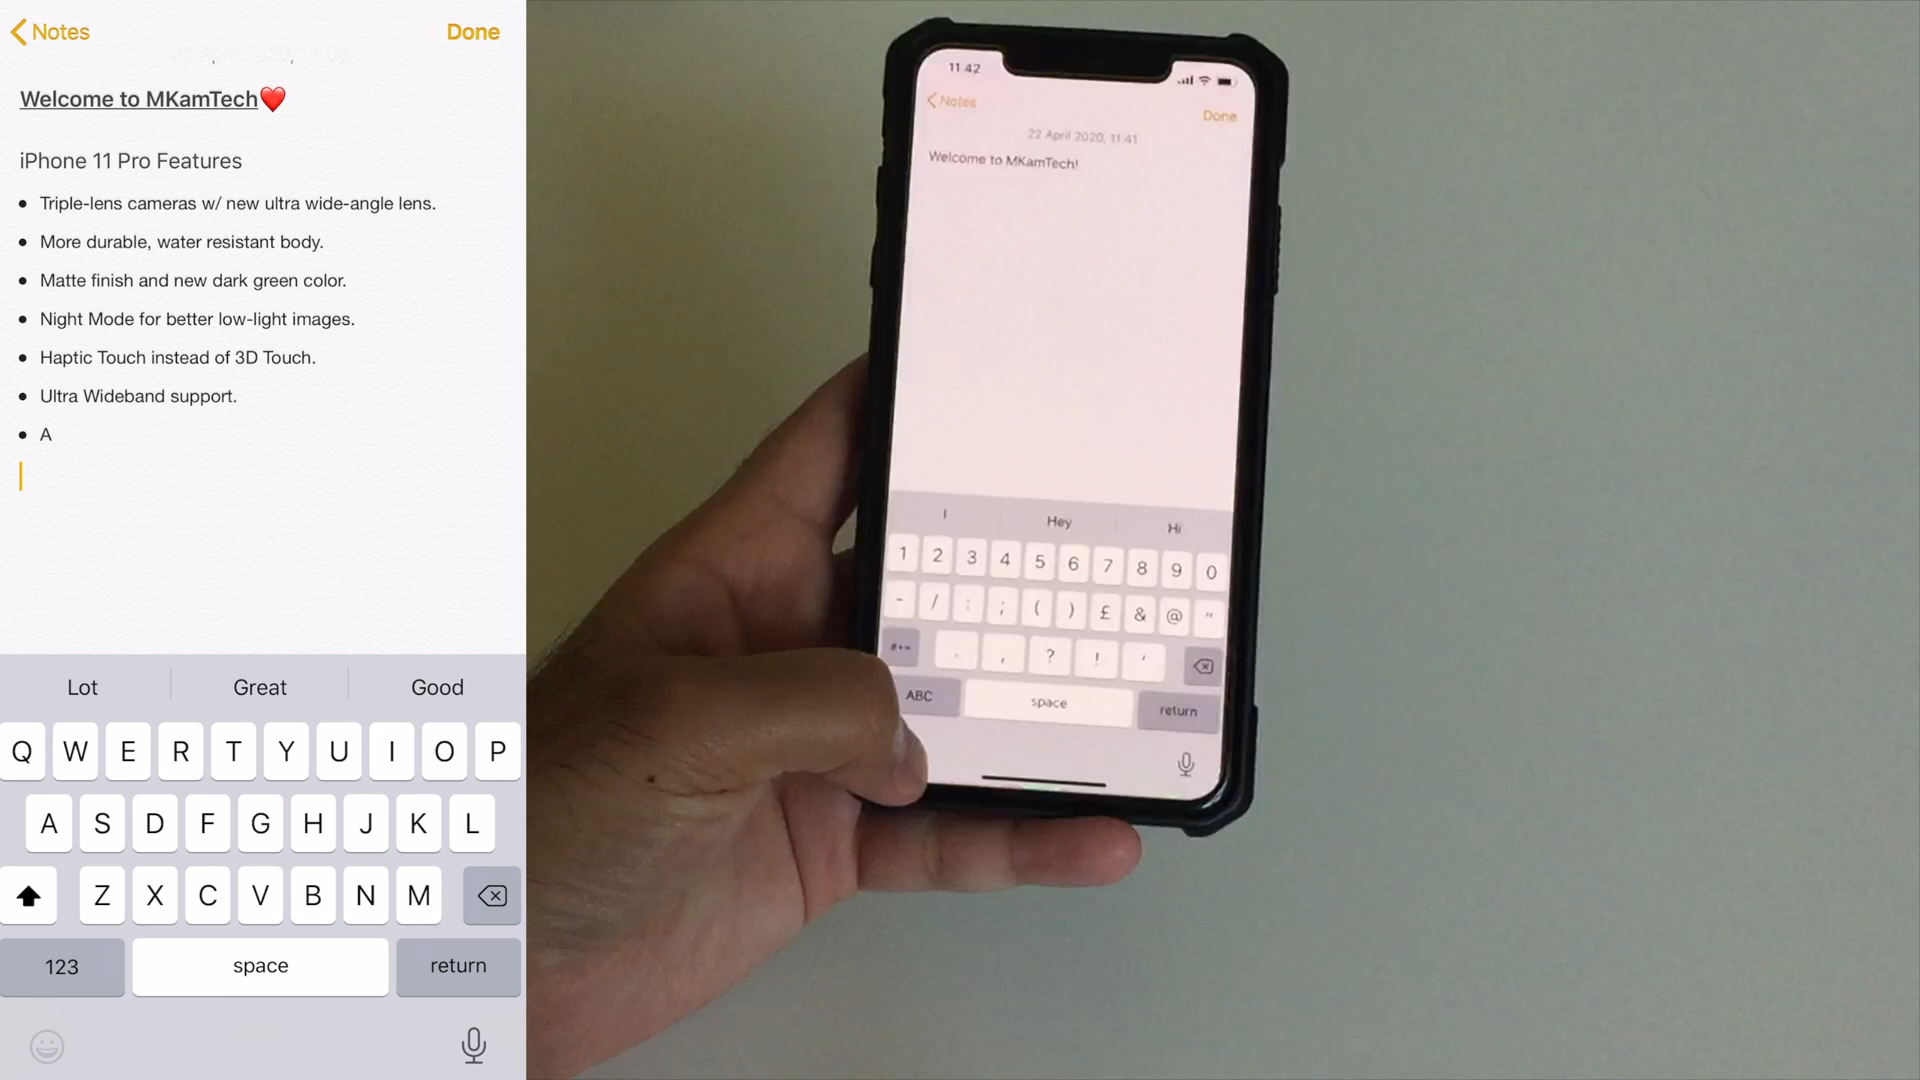 Notes
Done
Welcome to MKamTech❤️
iPhone 11 Pro Features
• Triple-lens cameras w/ new ultra wide-angle lens.
• More durable, water resistant body.
• Matte finish and new dark green color.
• Night Mode for better low-light images.
• Haptic Touch instead of 3D Touch.
• Ultra Wideband support.
• A
Lot Great Good
Q W E R T Y U I O P
A S D F G H J K L
Z X C V B N M
123 space return
11:42
Notes
Done
22 April 2020, 11:41
Welcome to MKamTech!
I Hey Hi
1 2 3 4 5 6 7 8 9 0
- / : ; ( ) £ & @ "
#+= . , ? ! '
ABC space return